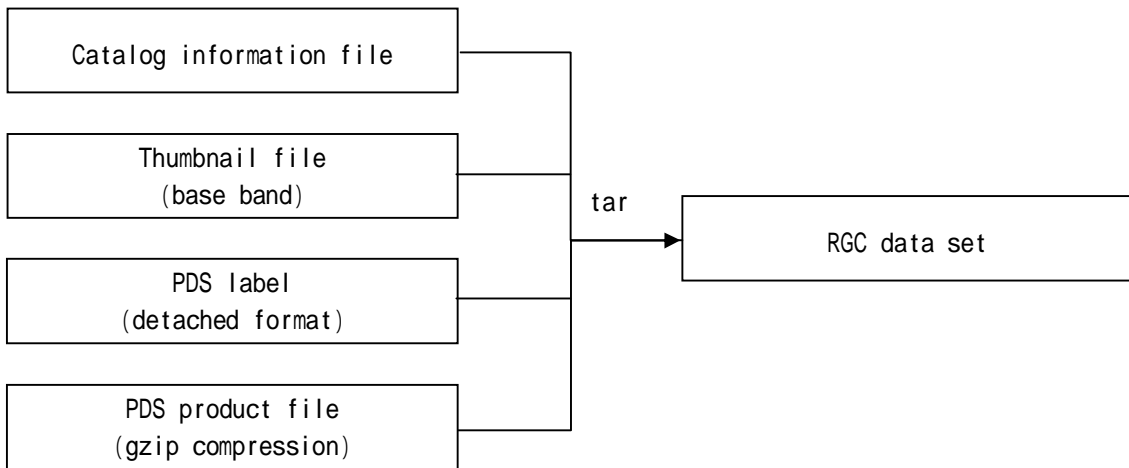 Catalog information file
Thumbnail file
(base band)
PDS label
(detached format)
PDS product file
(gzip compression)
tar
RGC data set